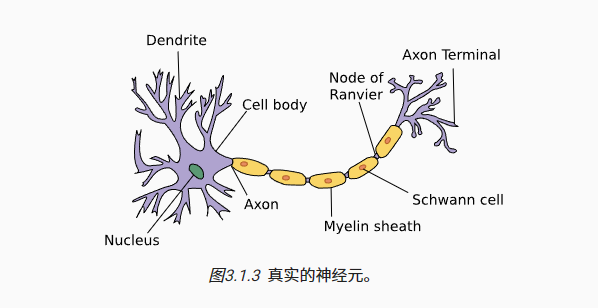 Dendrite
Axon Terminal
Node of
Ranvier
Cell body
Axon
Schwann cell
Myelin sheath
Nucleus
图3.1.3 真实的神经元。